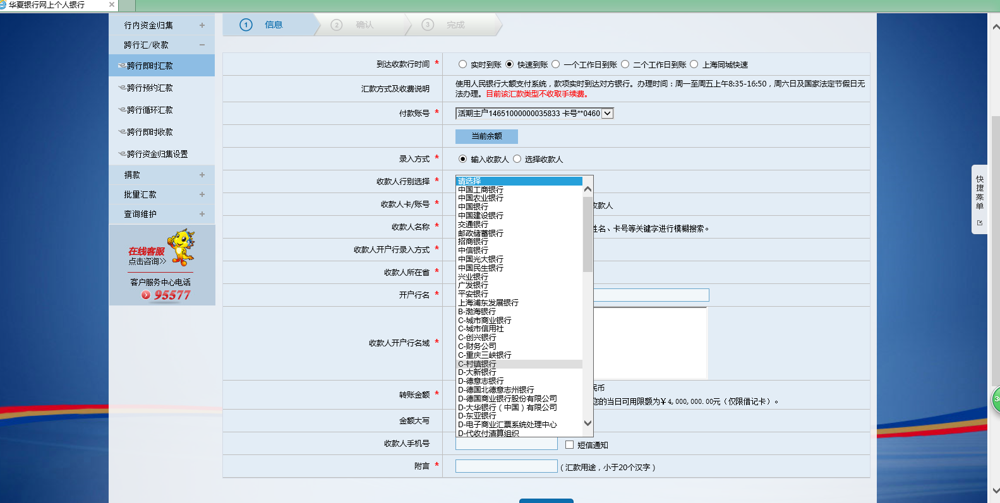 华夏银行网上个人银行
行内资金归集
跨行汇/收款
跨行即时汇款
跨行预约汇款
跨行循环汇款
跨行即时收款
跨行资金归集设置
捐款
批量汇款
查询维护
在线客服
点击咨询>>
客户服务中心电话
95577
1 信息 2 确认 3 完成
到达收款行时间 * 实时到账 快速到账 一个工作日到账 二个工作日到账 上海同城快速
汇款方式及收费说明 使用人民银行大额支付系统，款项实时到达对方银行。办理时间：周一至周五上午8:35-16:50，周六日及国家法定节假日无
法办理。目前该汇款类型不收取手续费。
付款账号 * 活期主户14651000000035833 卡号**0460
当前余额
录入方式 * 输入收款人 选择收款人
收款人行别选择 *
收款人卡/账号 * 收款人
收款人名称 * 姓名、卡号等关键字进行模糊搜索。
收款人开户行录入方式 *
收款人所在省 *
开户行名 *
收款人开户行名域 *
转账金额 * 民币
您的当日可用限额为￥4,000,000.00元（仅限借记卡）。
金额大写
收款人手机号 短信通知
附言 * （汇款用途，小于20个汉字）
请选择
中国工商银行
中国农业银行
中国银行
中国建设银行
交通银行
邮政储蓄银行
招商银行
中信银行
中国光大银行
中国民生银行
兴业银行
广发银行
平安银行
上海浦东发展银行
B-渤海银行
C-城市商业银行
C-城市信用社
C-创兴银行
C-财务公司
C-重庆三峡银行
C-村镇银行
D-大新银行
D-德意志银行
D-德国北德意志州银行
D-德国商业银行股份有限公司
D-大华银行（中国）有限公司
D-东亚银行
D-电子商业汇票系统处理中心
D-代收付清算组织
快捷菜单